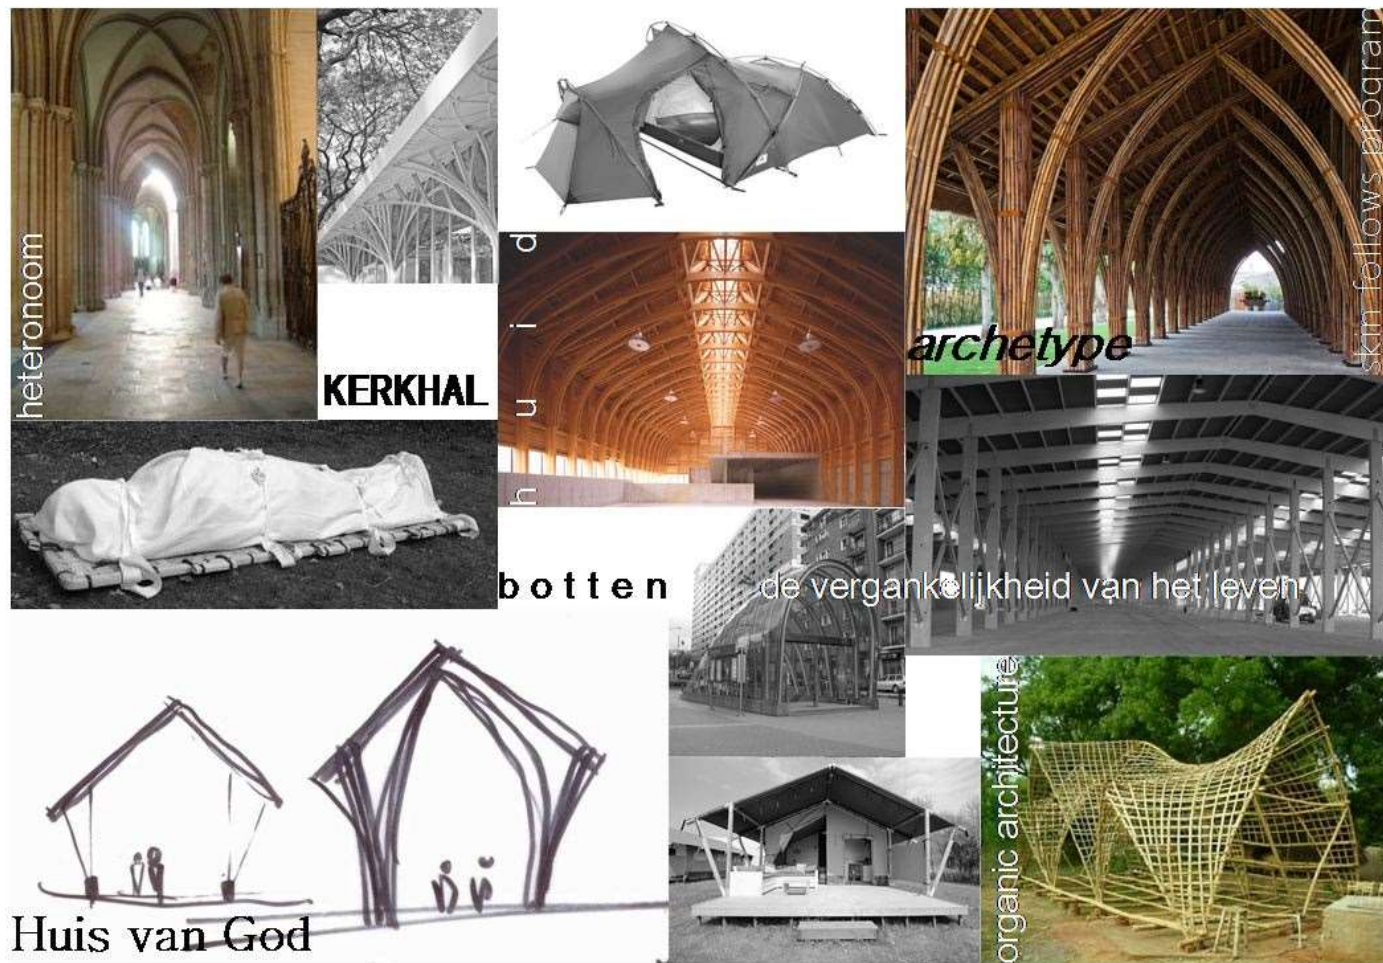 heteronoom
KERKHAL
h u i d
archetype
skin follows program
botten
de vergankelijkheid van het leven
Huis van God
organic architecture